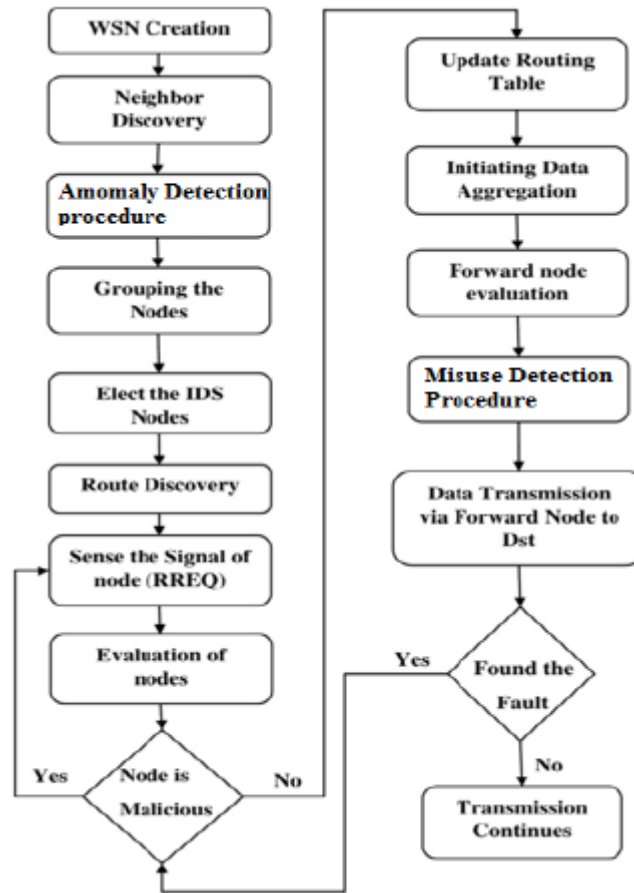 WSN Creation
Neighbor
Discovery
Amomaly Detection
procedure
Grouping the
Nodes
Elect the IDS
Nodes
Route Discovery
Sense the Signal of
node (RREQ)
Evaluation of
nodes
Yes
Node is
Malicious
No
Update Routing
Table
Initiating Data
Aggregation
Forward node
evaluation
Misuse Detection
Procedure
Data Transmission
via Forward Node to
Dst
Yes
Found the
Fault
No
Transmission
Continues